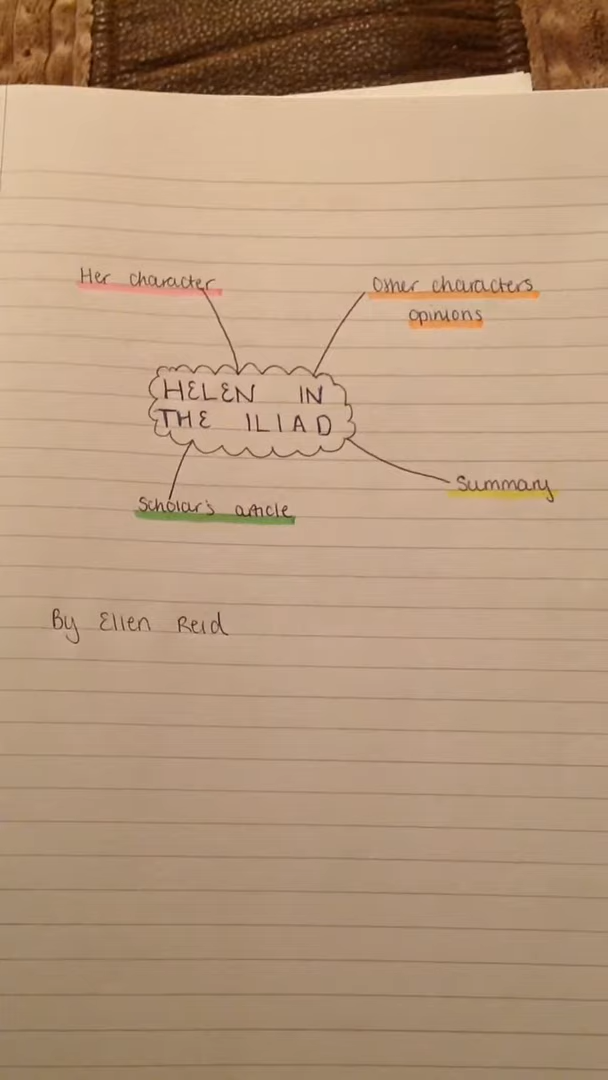 Her character
Other characters
opinions
HELEN IN
THE ILIAD
Summary
Scholar's article
By Ellen Reid